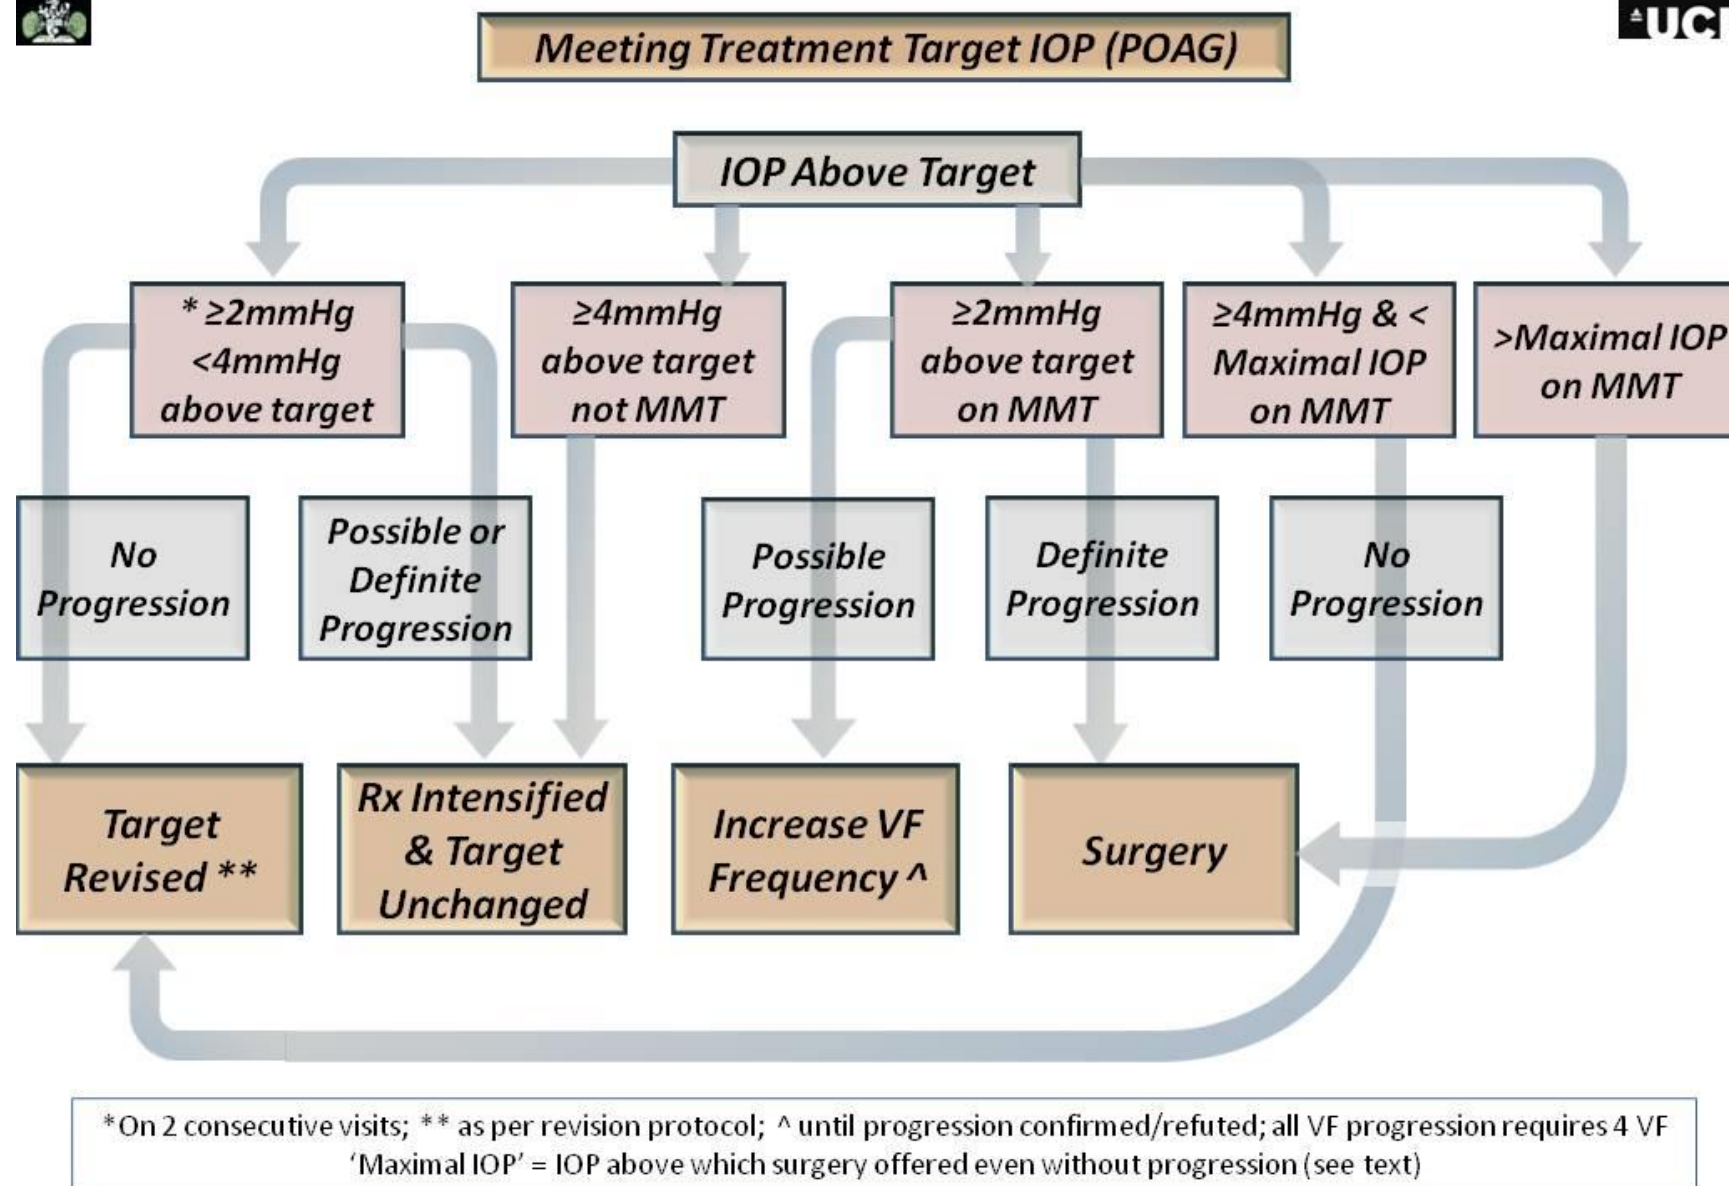 ≜UCL
Meeting Treatment Target IOP (POAG)
IOP Above Target
* ≥2mmHg
<4mmHg
above target
≥4mmHg
above target
not MMT
≥2mmHg
above target
on MMT
≥4mmHg & <
Maximal IOP
on MMT
>Maximal IOP
on MMT
No
Progression
Possible or
Definite
Progression
Possible
Progression
Definite
Progression
No
Progression
Target
Revised **
Rx Intensified
& Target
Unchanged
Increase VF
Frequency ^
Surgery
*On 2 consecutive visits; ** as per revision protocol; ^ until progression confirmed/refuted; all VF progression requires 4 VF
‘Maximal IOP’ = IOP above which surgery offered even without progression (see text)